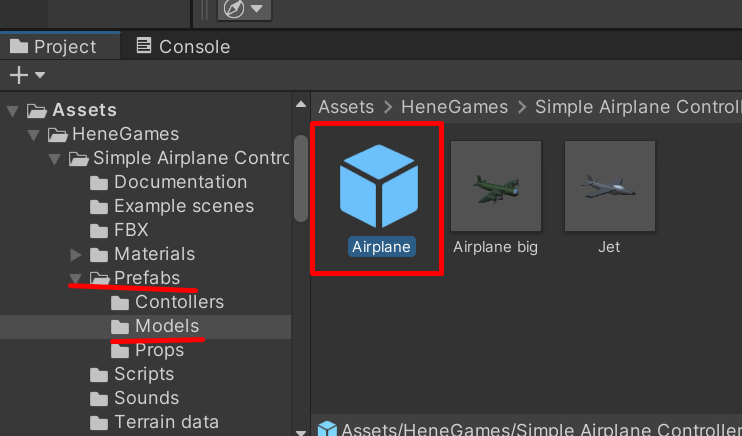 Project
Console
Assets
HeneGames
Simple Airplane Contro
Documentation
Example scenes
FBX
Materials
Prefabs
Contollers
Models
Props
Scripts
Sounds
Terrain data
Assets > HeneGames > Simple Airplane Controll
Airplane
Airplane big
Jet
Assets/HeneGames/Simple Airplane Controller